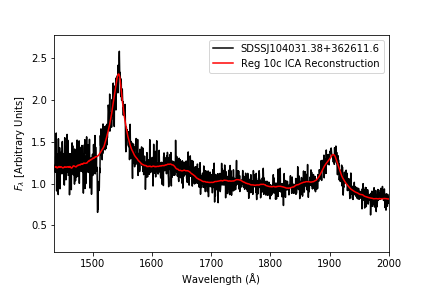 SDSSJ104031.38+362611.6
Reg 10c ICA Reconstruction
2.5
2.0
1.5
1.0
0.5
Fλ [Arbitrary Units]
1500 1600 1700 1800 1900 2000
Wavelength (Å)